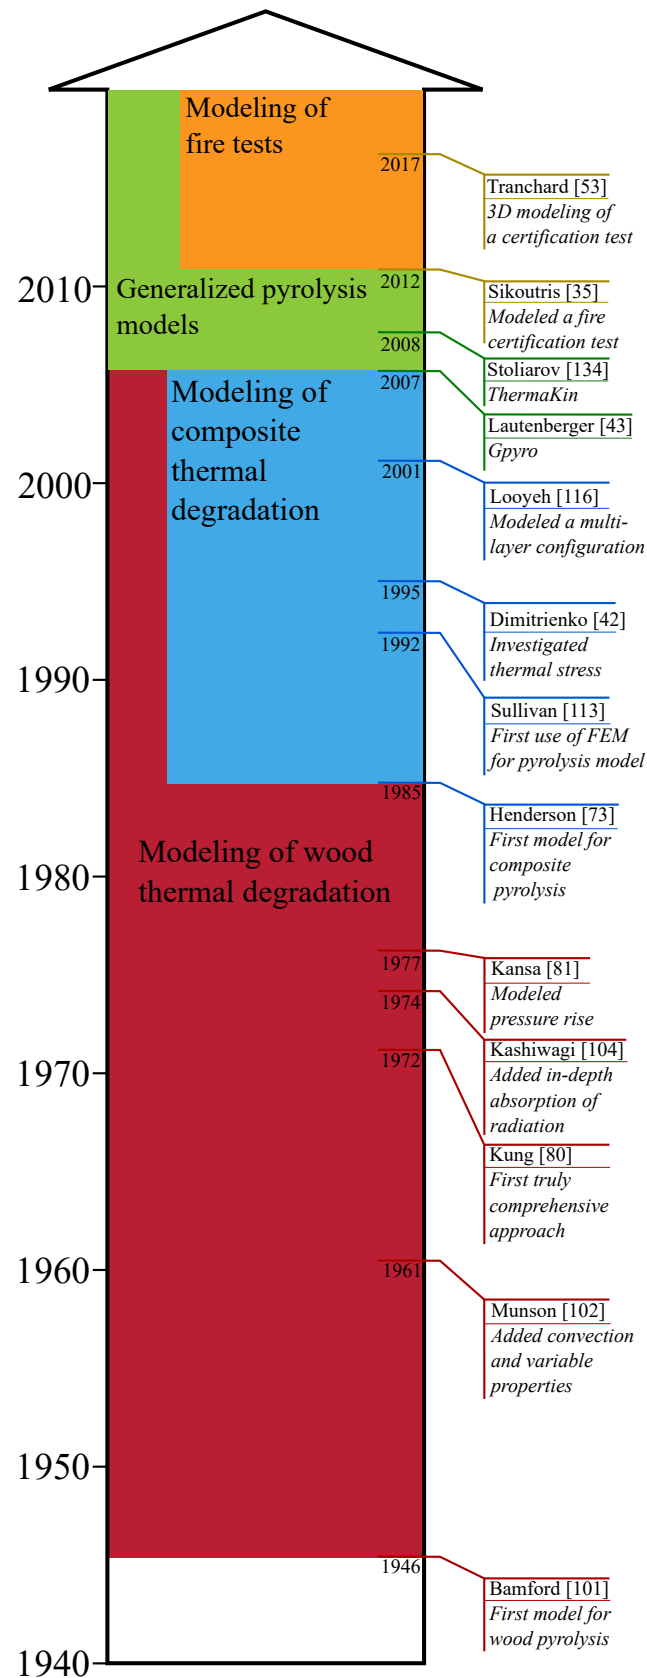 Modeling of
fire tests
2017
Tranchard [53]
3D modeling of
a certification test
2010
Generalized pyrolysis
models
2012
Sikoutris [35]
Modeled a fire
certification test
2008
Stoliarov [134]
ThermaKin
2007
Lautenberger [43]
Gpyro
Modeling of
composite
thermal
degradation
2001
2000
Looyeh [116]
Modeled a multi-
layer configuration
1995
Dimitrienko [42]
Investigated
thermal stress
1992
1990
Sullivan [113]
First use of FEM
for pyrolysis model
1985
Henderson [73]
First model for
composite
pyrolysis
Modeling of wood
thermal degradation
1980
1977
Kansa [81]
Modeled
pressure rise
1974
Kashiwagi [104]
Added in-depth
absorption of
radiation
1972
1970
Kung [80]
First truly
comprehensive
approach
1961
1960
Munson [102]
Added convection
and variable
properties
1950
1946
Bamford [101]
First model for
wood pyrolysis
1940